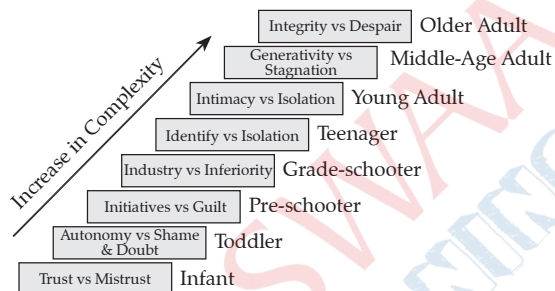 Integrity vs Despair Older Adult
Generativity vs
Stagnation
Middle-Age Adult
Intimacy vs Isolation Young Adult
Identify vs Isolation Teenager
Industry vs Inferiority Grade-schooter
Initiatives vs Guilt Pre-schooter
Autonomy vs Shame
& Doubt
Toddler
Trust vs Mistrust Infant
Increase in Complexity